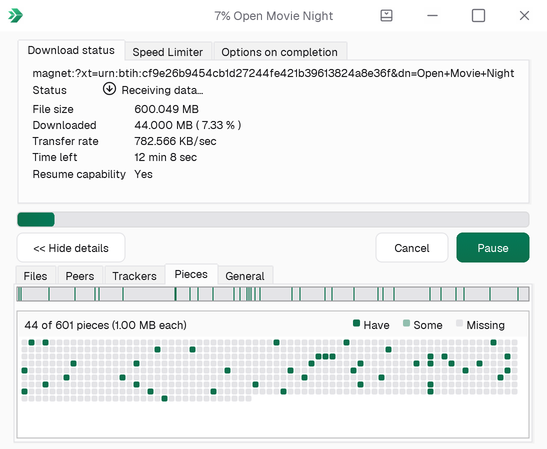 7% Open Movie Night
Download status
Speed Limiter
Options on completion
magnet:?xt=urn:btih:cf9e26b9454cb1d27244fe421b39613824a8e36f&dn=Open+Movie+Night
Status Receiving data...
File size 600.049 MB
Downloaded 44.000 MB ( 7.33 % )
Transfer rate 782.566 KB/sec
Time left 12 min 8 sec
Resume capability Yes
<< Hide details
Cancel
Pause
Files
Peers
Trackers
Pieces
General
44 of 601 pieces (1.00 MB each)
Have
Some
Missing